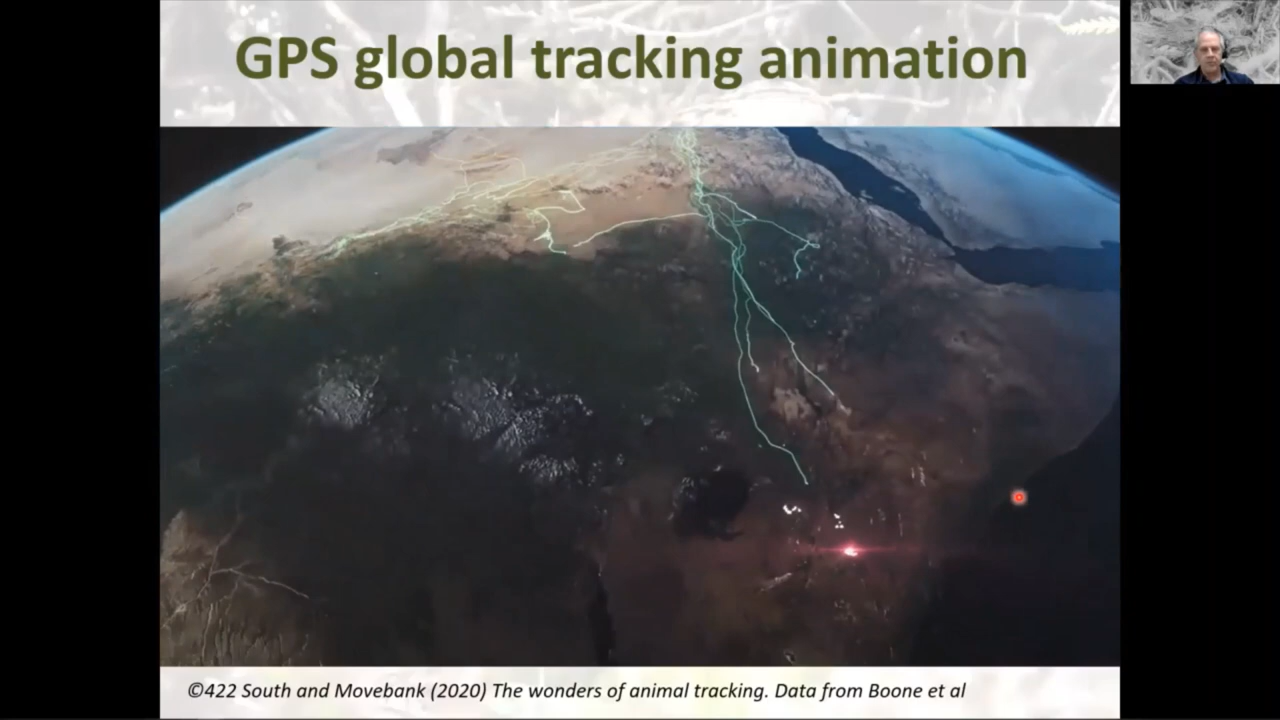 GPS global tracking animation
©422 South and Movebank (2020) The wonders of animal tracking. Data from Boone et al